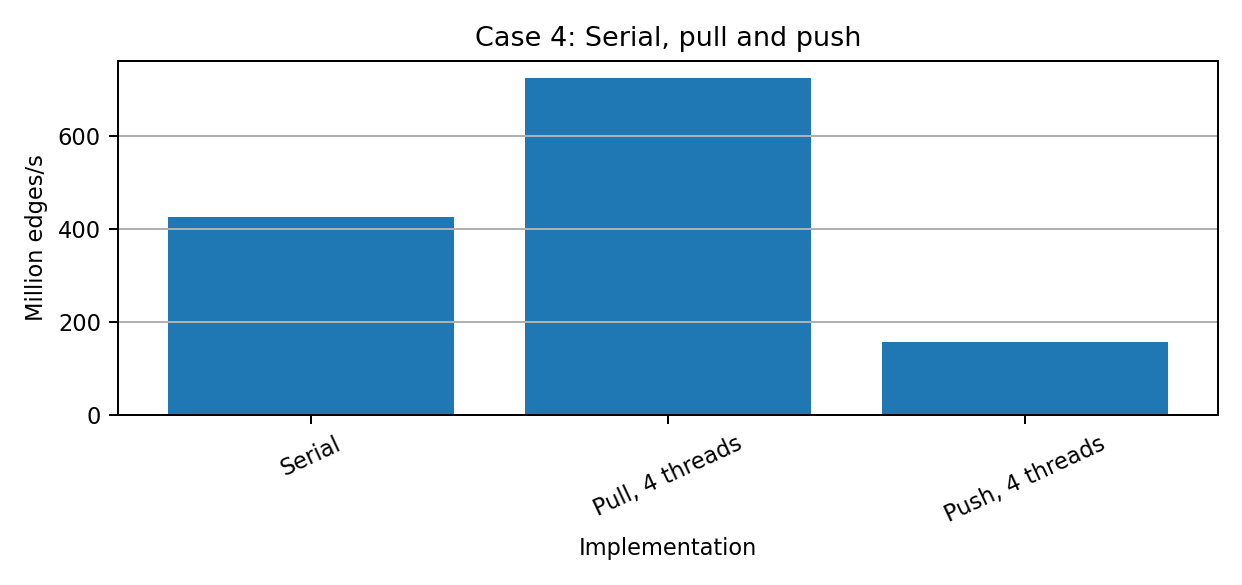 Case 4: Serial, pull and push
Million edges/s
600
400
200
0
Serial
Pull, 4 threads
Push, 4 threads
Implementation